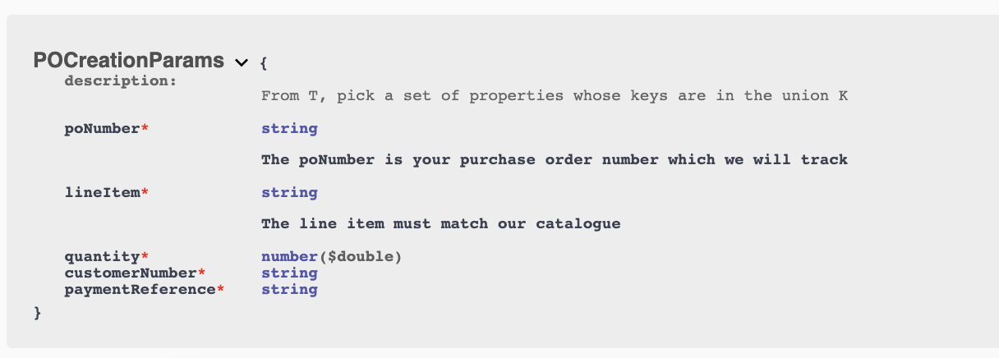 POCreationParams {
description:
From T, pick a set of properties whose keys are in the union K
poNumber* string
The poNumber is your purchase order number which we will track
lineItem* string
The line item must match our catalogue
quantity* number($double)
customerNumber* string
paymentReference* string
}